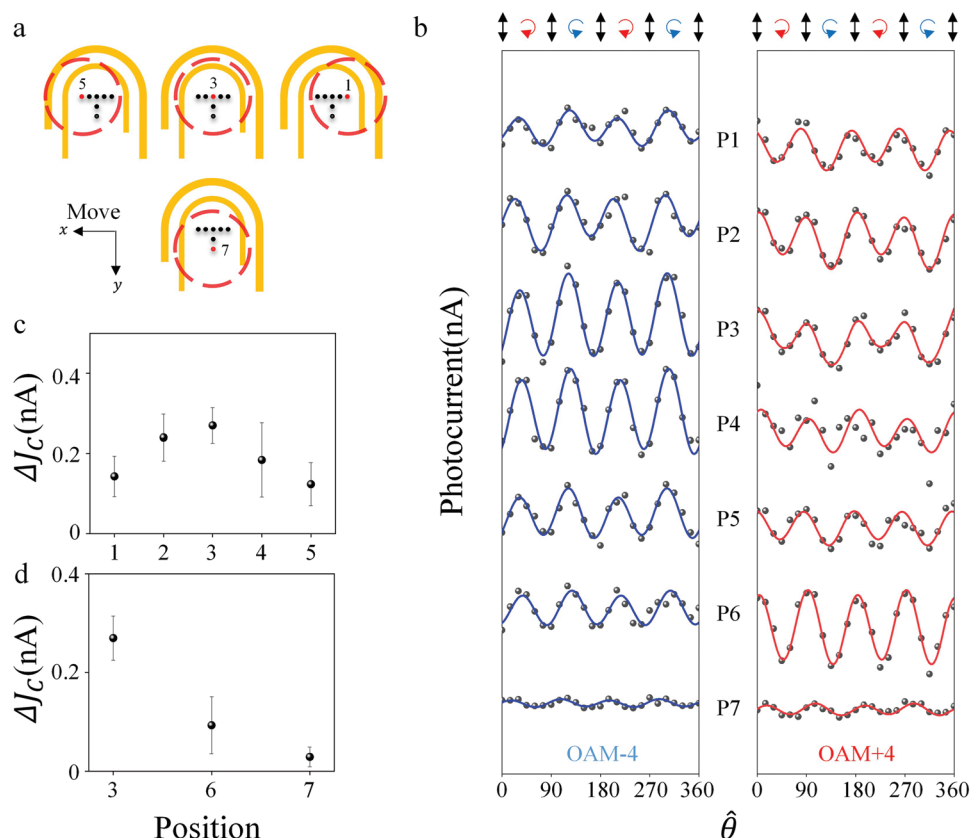 a
5
3
1
7
Move
x
y
b
P1
P2
P3
P4
P5
P6
P7
Photocurrent(nA)
OAM-4
OAM+4
0 90 180 270 360
0 90 180 270 360
θ̂
c
ΔJC(nA)
0.4
0.2
0
1 2 3 4 5
d
ΔJC(nA)
0.4
0.2
0
3 6 7
Position